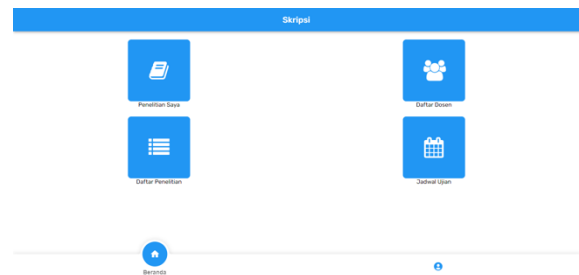 Skripsi
Penelitian Saya
Daftar Dosen
Daftar Penelitian
Jadwal Ujian
Beranda